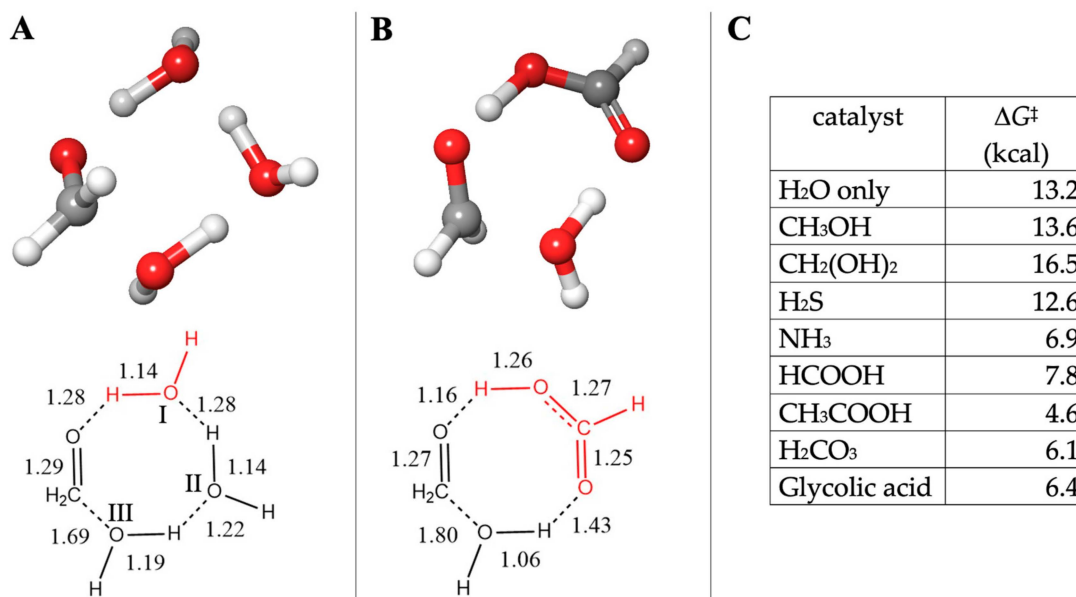 A
B
C
H
1.14
H
O
1.28
I
1.28
O
H
1.29
1.14
H₂C
II
O
III
H
O
H
1.22
1.69
1.19
H
1.26
H
O
1.27
1.16
H
O
C
1.27
1.25
O
H₂C
O
H
1.43
1.80
1.06
H
catalyst ΔG‡
(kcal)
H₂O only 13.2
CH₃OH 13.6
CH₂(OH)₂ 16.5
H₂S 12.6
NH₃ 6.9
HCOOH 7.8
CH₃COOH 4.6
H₂CO₃ 6.1
Glycolic acid 6.4